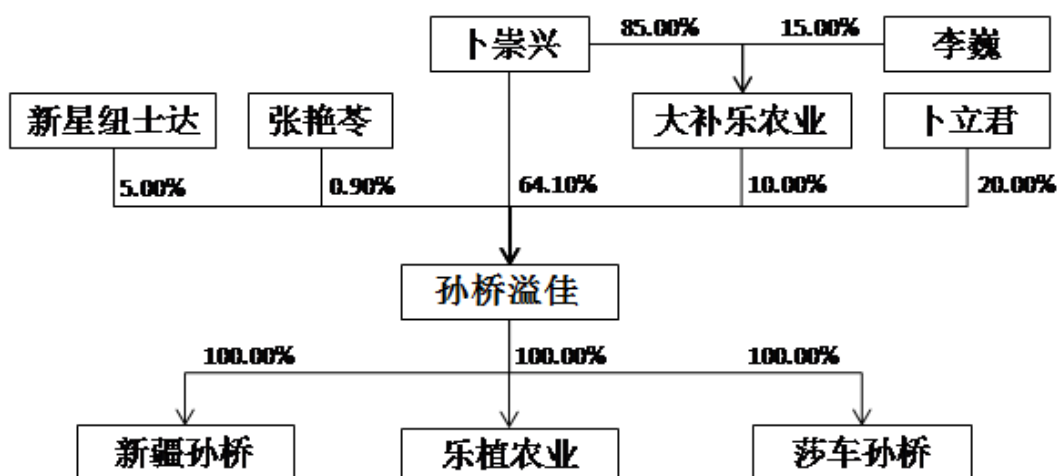 卜崇兴
85.00%
15.00%
李巍
新星纽士达
张艳苓
大补乐农业
卜立君
5.00%
0.90%
64.10%
10.00%
20.00%
孙桥溢佳
100.00%
100.00%
100.00%
新疆孙桥
乐植农业
莎车孙桥